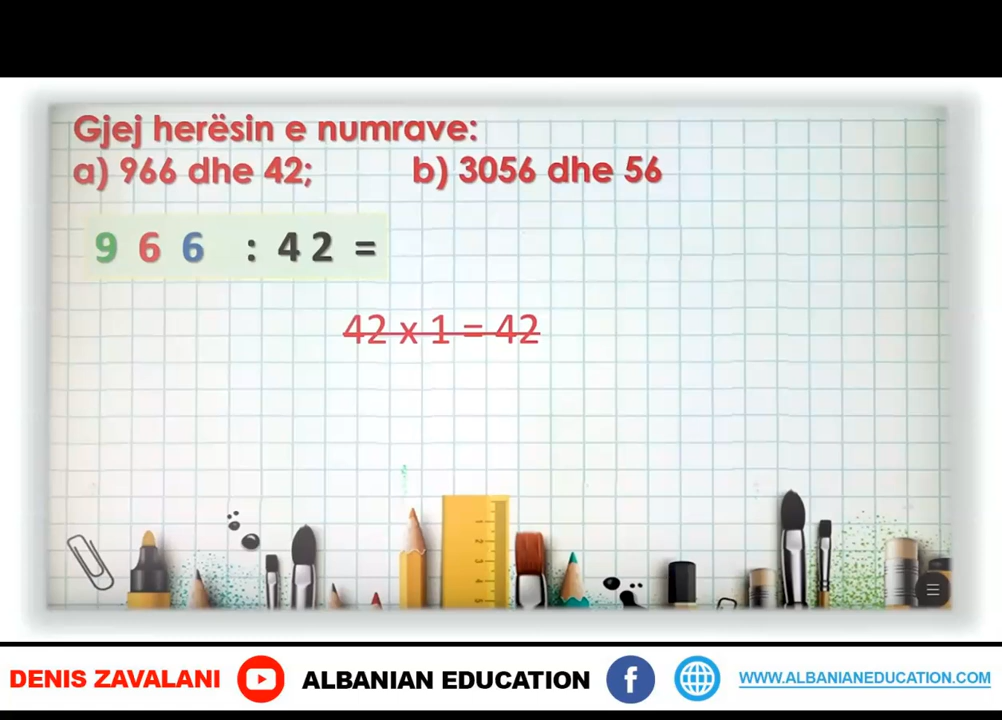 Gjej herësin e numrave:
a) 966 dhe 42; b) 3056 dhe 56
9 6 6 : 4 2 =
42 x 1 = 42
DENIS ZAVALANI ALBANIAN EDUCATION f WWW.ALBANIANEDUCATION.COM